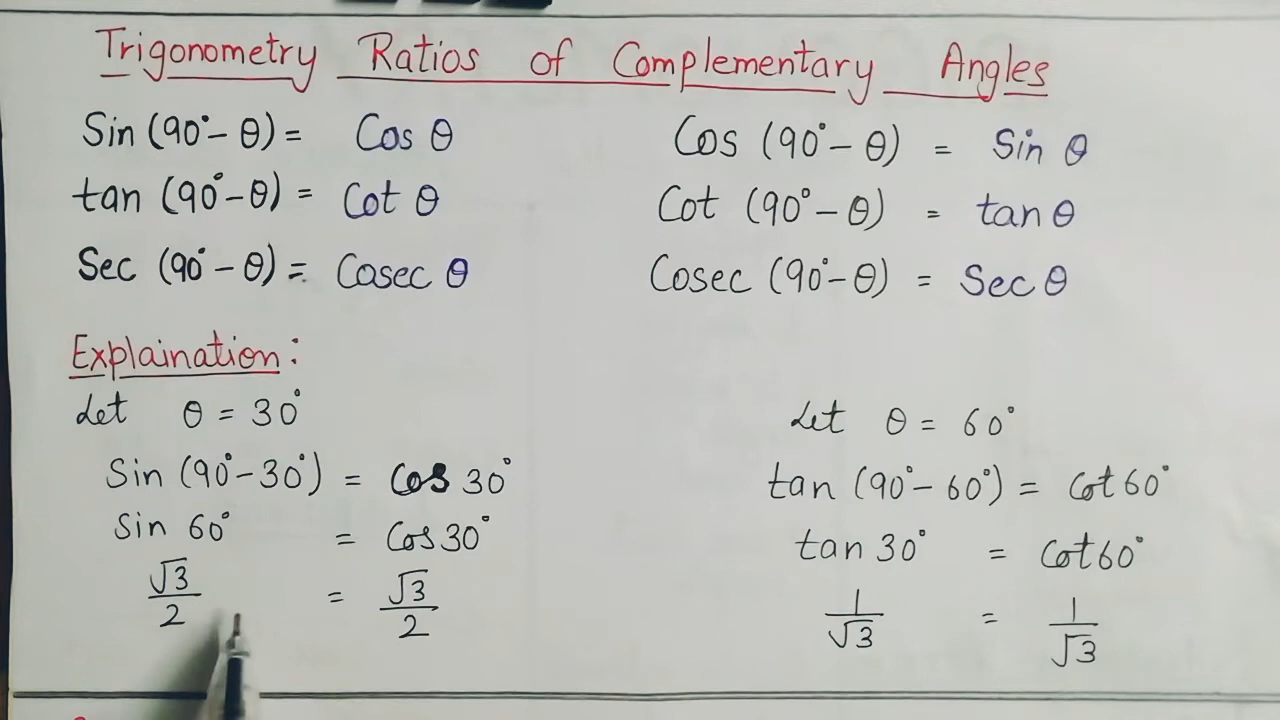 Trigonometry Ratios of Complementary Angles
Sin (90° - θ) = Cos θ
Cos (90° - θ) = Sin θ
tan (90° - θ) = Cot θ
Cot (90° - θ) = tan θ
Sec (90° - θ) = Cosec θ
Cosec (90° - θ) = Sec θ
Explaination:
Let θ = 30°
Sin (90° - 30°) = Cos 30°
Sin 60° = Cos 30°
√3/2 = √3/2
Let θ = 60°
tan (90° - 60°) = Cot 60°
tan 30° = Cot 60°
1/√3 = 1/√3